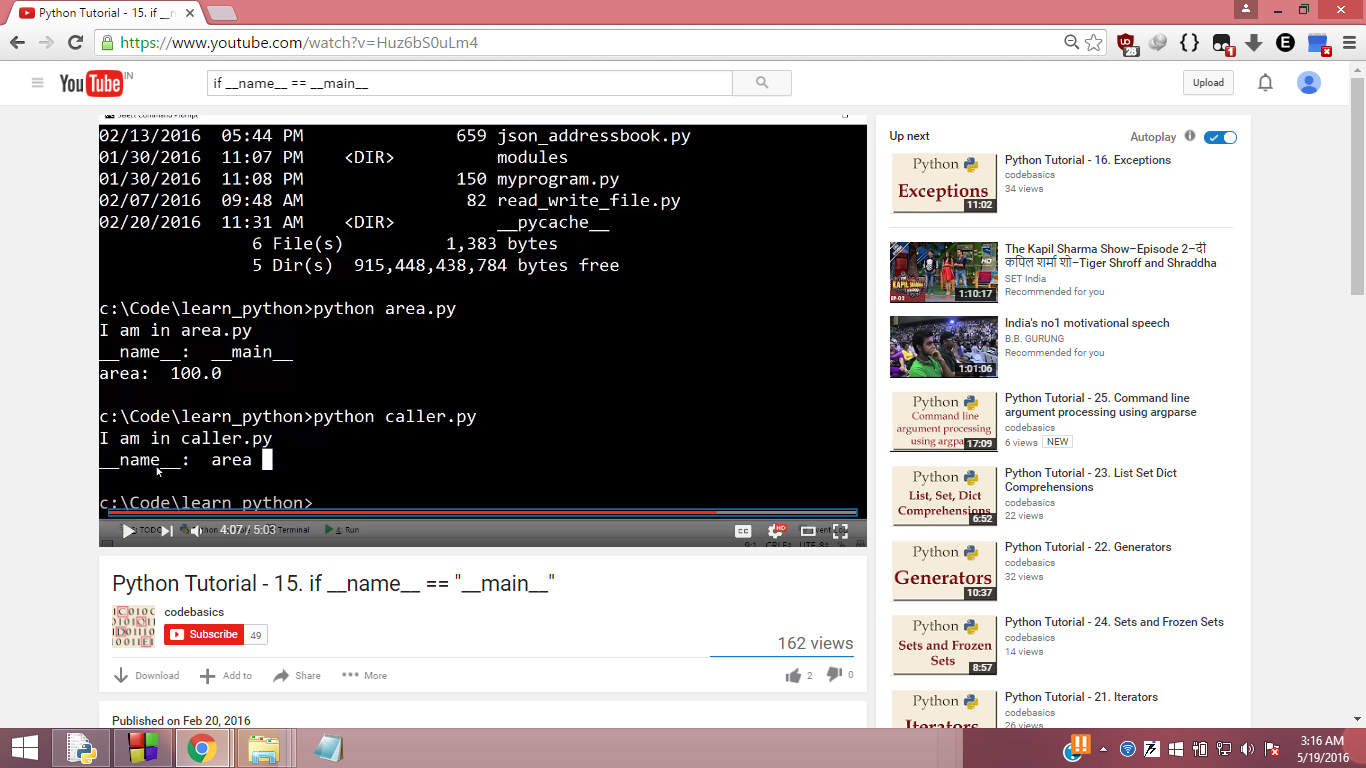 Python Tutorial - 15. if __n
https://www.youtube.com/watch?v=Huz6bS0uLm4
28
1
YouTube IN
if __name__ == __main__
Upload
Select Command Prompt
02/13/2016 05:44 PM 659 json_addressbook.py
01/30/2016 11:07 PM <DIR> modules
01/30/2016 11:08 PM 150 myprogram.py
02/07/2016 09:48 AM 82 read_write_file.py
02/20/2016 11:31 AM <DIR> __pycache__
6 File(s) 1,383 bytes
5 Dir(s) 915,448,438,784 bytes free
c:\Code\learn_python>python area.py
I am in area.py
__name__: __main__
area: 100.0
c:\Code\learn_python>python caller.py
I am in caller.py
__name__: area
c:\Code\learn_python>
TODO
Terminal
4: Run
4:07 / 5:03
CC
HD
Python Tutorial - 15. if __name__ == "__main__"
codebasics
Subscribe 49
162 views
Download
Add to
Share
More
2
0
Published on Feb 20, 2016
Up next
Autoplay
Python
Exceptions
11:02
Python Tutorial - 16. Exceptions
codebasics
34 views
1:10:17
The Kapil Sharma Show–Episode 2–दी
कपिल शर्मा शो–Tiger Shroff and Shraddha
SET India
Recommended for you
1:01:06
India's no1 motivational speech
B.B. GURUNG
Recommended for you
Python
Command line
argument processing
using argpa
17:09
Python Tutorial - 25. Command line
argument processing using argparse
codebasics
6 views NEW
Python
List, Set, Dict
Comprehensions
6:52
Python Tutorial - 23. List Set Dict
Comprehensions
codebasics
22 views
Python
Generators
10:37
Python Tutorial - 22. Generators
codebasics
32 views
Python
Sets and Frozen
Sets
8:57
Python Tutorial - 24. Sets and Frozen Sets
codebasics
14 views
Python
Iterators
Python Tutorial - 21. Iterators
codebasics
26 views
3:16 AM
5/19/2016